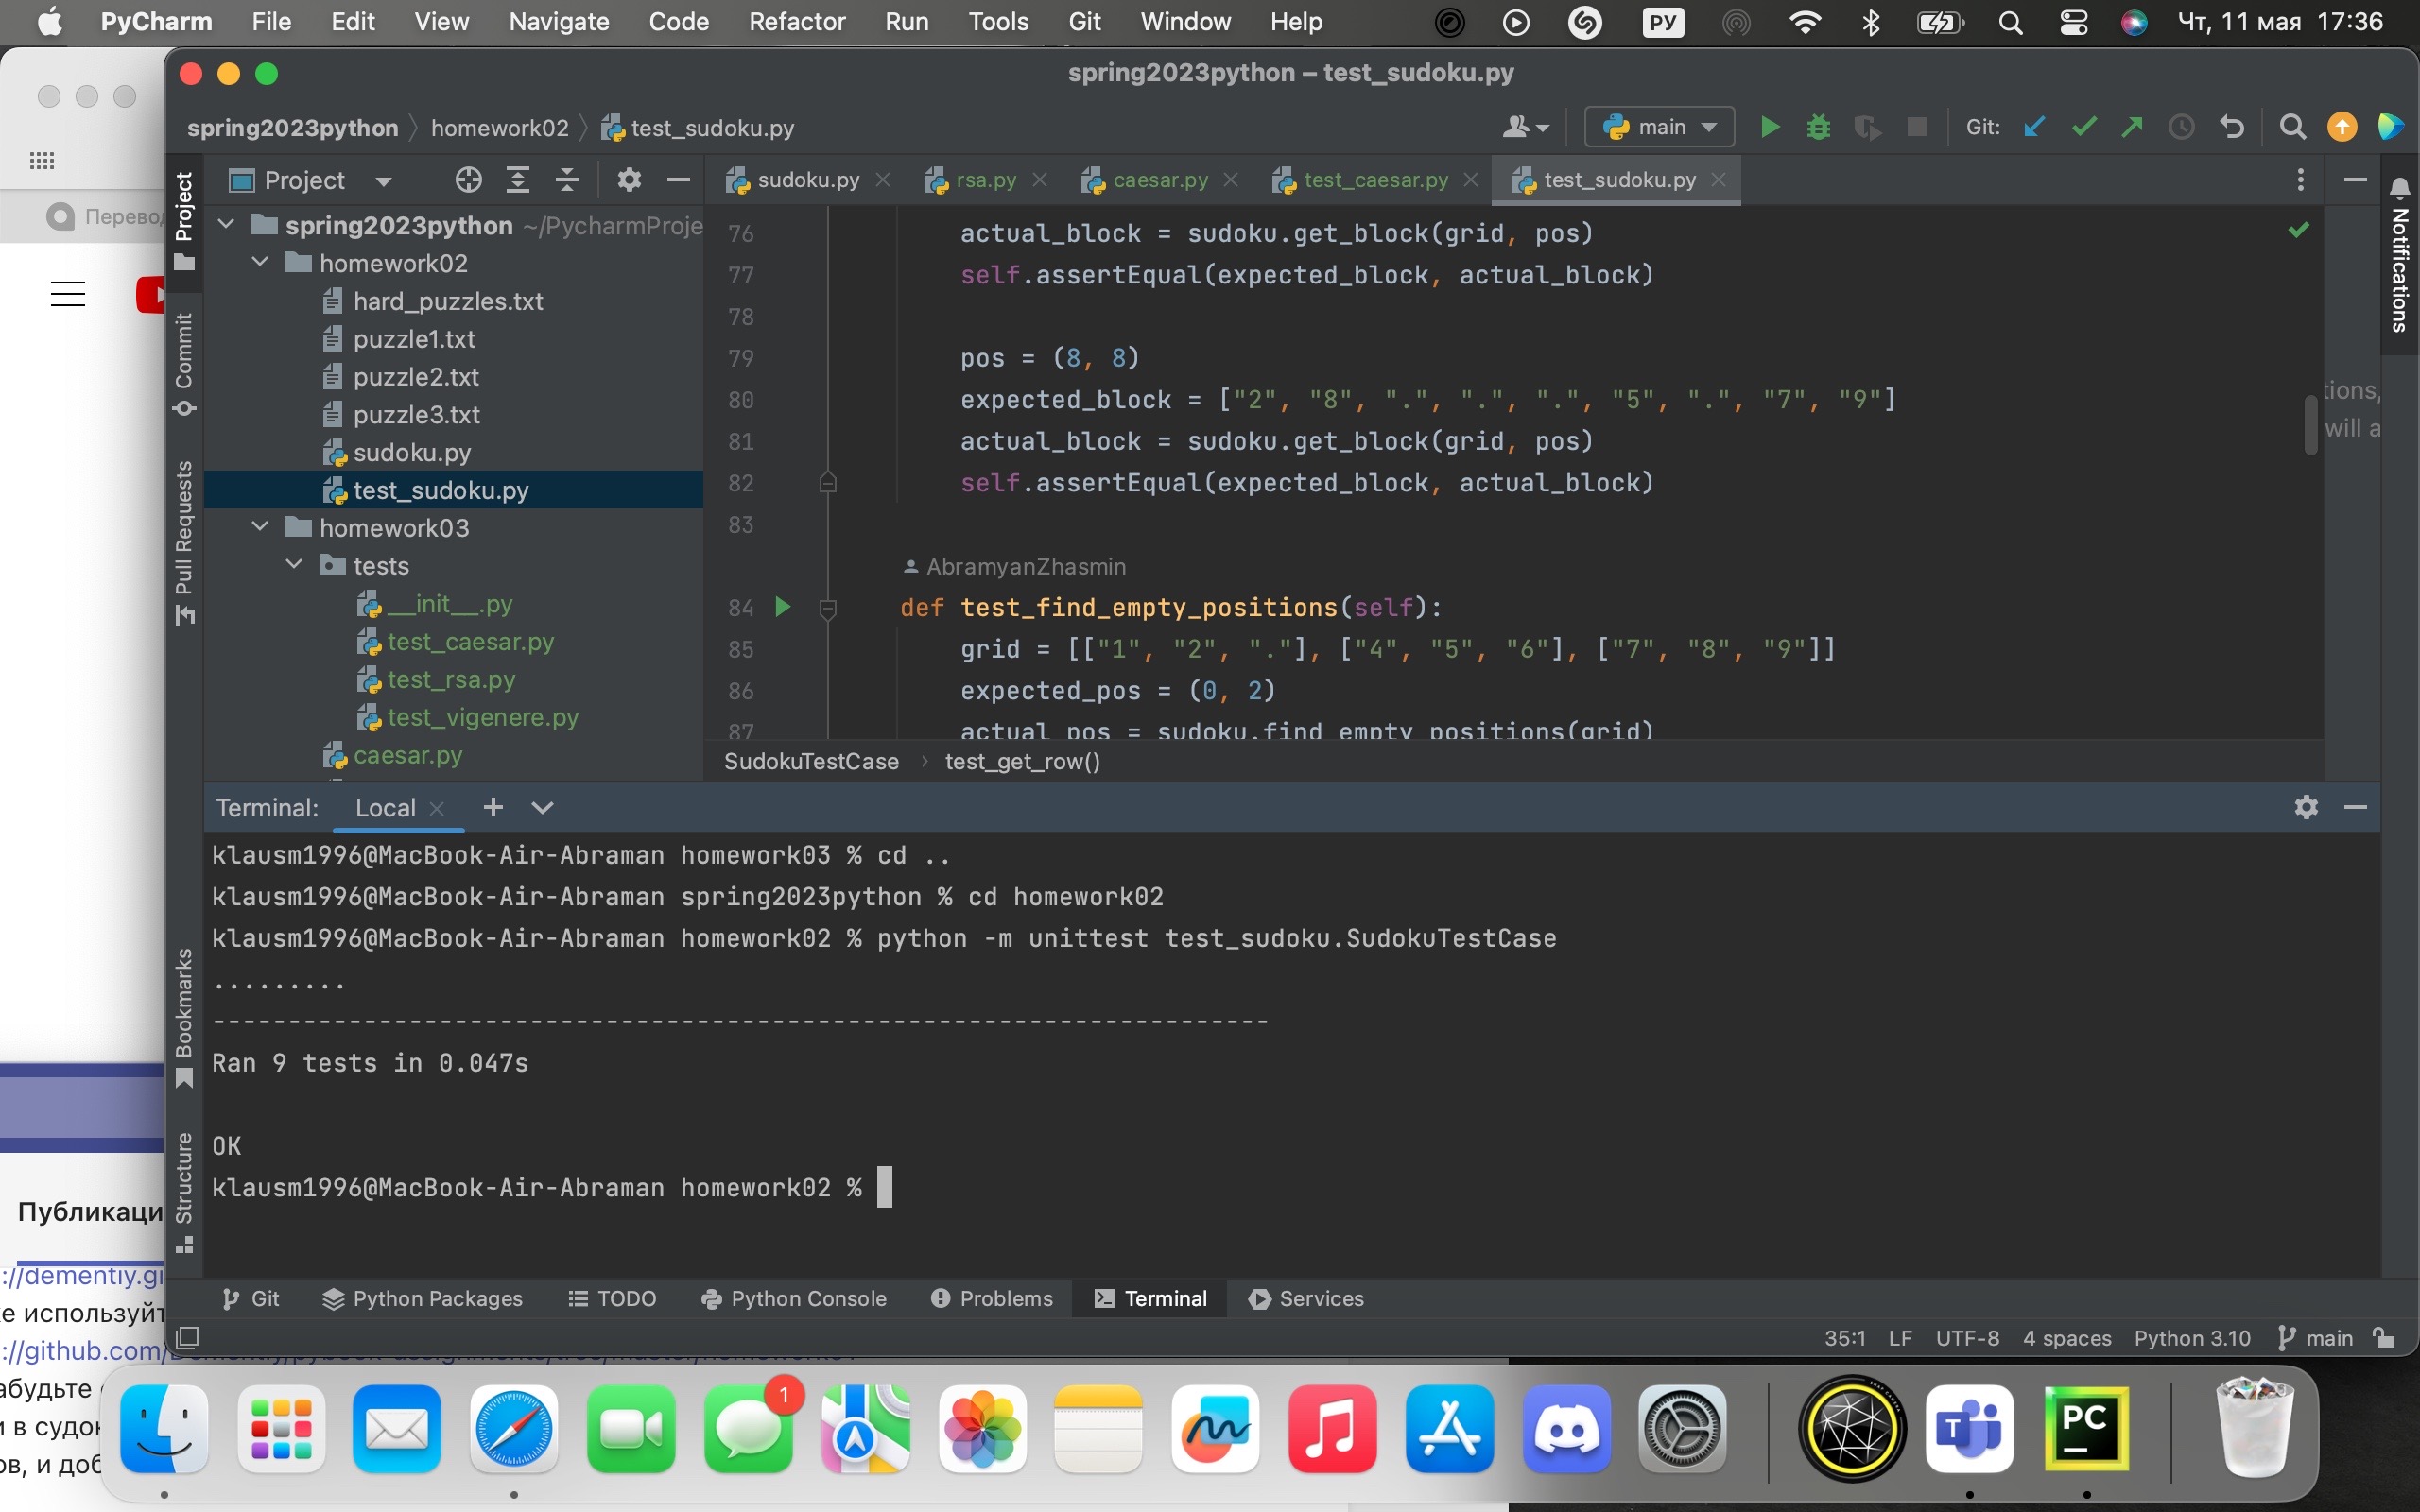 PyCharm File Edit View Navigate Code Refactor Run Tools Git Window Help РУ Чт, 11 мая 17:36
spring2023python – test_sudoku.py
spring2023python homework02 test_sudoku.py main Git:
Project sudoku.py rsa.py caesar.py test_caesar.py test_sudoku.py
Project
Commit
Pull Requests
Bookmarks
Structure
Notifications
spring2023python ~/PycharmProje
homework02
hard_puzzles.txt
puzzle1.txt
puzzle2.txt
puzzle3.txt
sudoku.py
test_sudoku.py
homework03
tests
__init__.py
test_caesar.py
test_rsa.py
test_vigenere.py
caesar.py
76 actual_block = sudoku.get_block(grid, pos)
77 self.assertEqual(expected_block, actual_block)
78
79 pos = (8, 8)
80 expected_block = ["2", "8", ".", ".", ".", "5", ".", "7", "9"]
81 actual_block = sudoku.get_block(grid, pos)
82 self.assertEqual(expected_block, actual_block)
83
AbramyanZhasmin
84 def test_find_empty_positions(self):
85 grid = [["1", "2", "."], ["4", "5", "6"], ["7", "8", "9"]]
86 expected_pos = (0, 2)
87 actual_pos = sudoku.find_empty_positions(grid)
SudokuTestCase › test_get_row()
tions,
will a
Terminal: Local
klausm1996@MacBook-Air-Abraman homework03 % cd ..
klausm1996@MacBook-Air-Abraman spring2023python % cd homework02
klausm1996@MacBook-Air-Abraman homework02 % python -m unittest test_sudoku.SudokuTestCase
.........
----------------------------------------------------------------------
Ran 9 tests in 0.047s
OK
klausm1996@MacBook-Air-Abraman homework02 %
Git Python Packages TODO Python Console Problems Terminal Services
35:1 LF UTF-8 4 spaces Python 3.10 main
Перевод
Публикаци
://dementiy.gi
е используйт
://github.com/
абудьте
и в судок
ов, и доб
1
T
PC